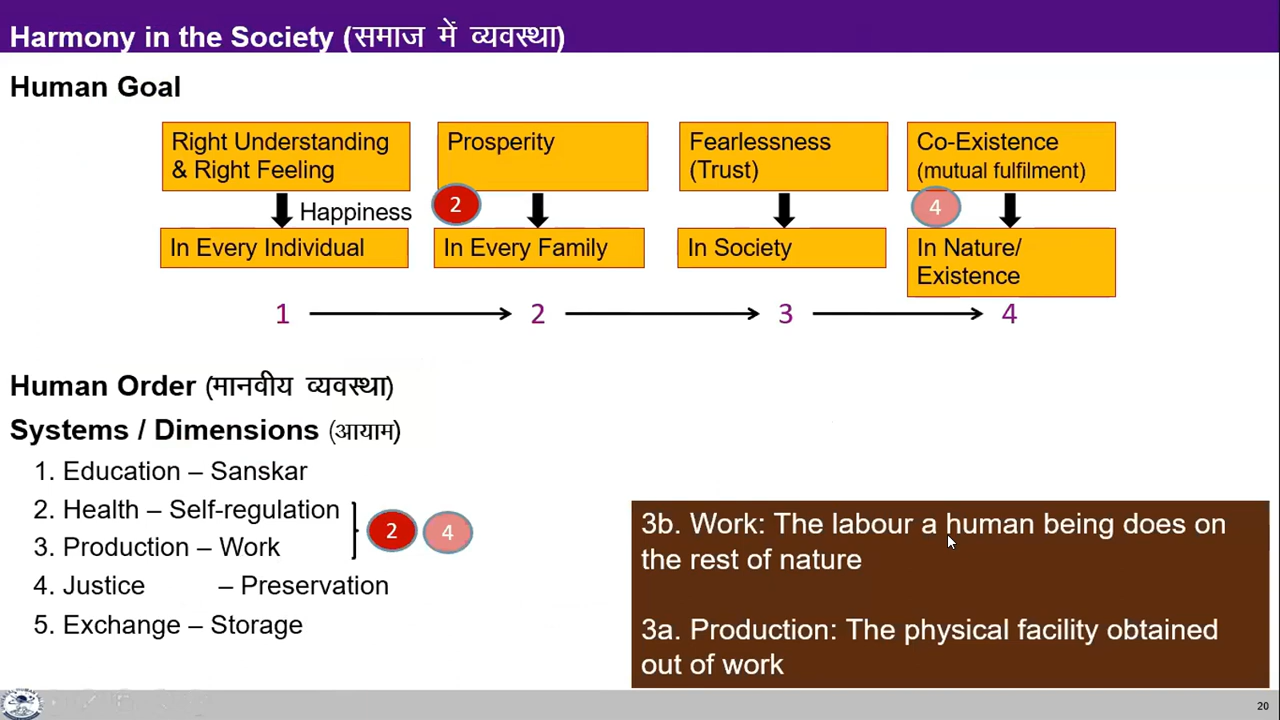 Harmony in the Society (समाज में व्यवस्था)
Human Goal
Right Understanding
& Right Feeling
Prosperity
Fearlessness
(Trust)
Co-Existence
(mutual fulfilment)
Happiness
2
4
In Every Individual
In Every Family
In Society
In Nature/
Existence
1
2
3
4
Human Order (मानवीय व्यवस्था)
Systems / Dimensions (आयाम)
1. Education – Sanskar
2. Health – Self-regulation
3. Production – Work
2
4
4. Justice – Preservation
5. Exchange – Storage
3b. Work: The labour a human being does on
the rest of nature
3a. Production: The physical facility obtained
out of work
20